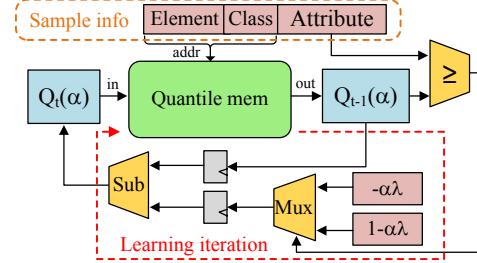 Sample info Element Class Attribute
addr
Qt(α) in Quantile mem out Qt-1(α) ≥
Sub < < Mux -αλ
1-αλ
Learning iteration